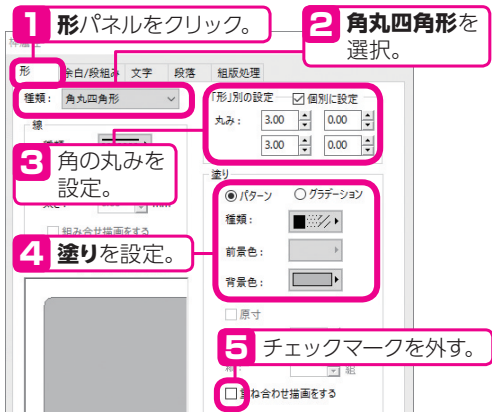 1 形パネルをクリック。
2 角丸四角形を
選択。
形 余白/段組み 文字 段落 組版処理
種類： 角丸四角形
「形」別の設定 個別に設定
丸み： 3.00 0.00
3.00 0.00
線
3 角の丸みを
設定。
mm
組み合せ描画をする
塗り
パターン グラデーション
種類：
前景色：
背景色：
4 塗りを設定。
原寸
5 チェックマークを外す。
組
重ね合わせ描画をする